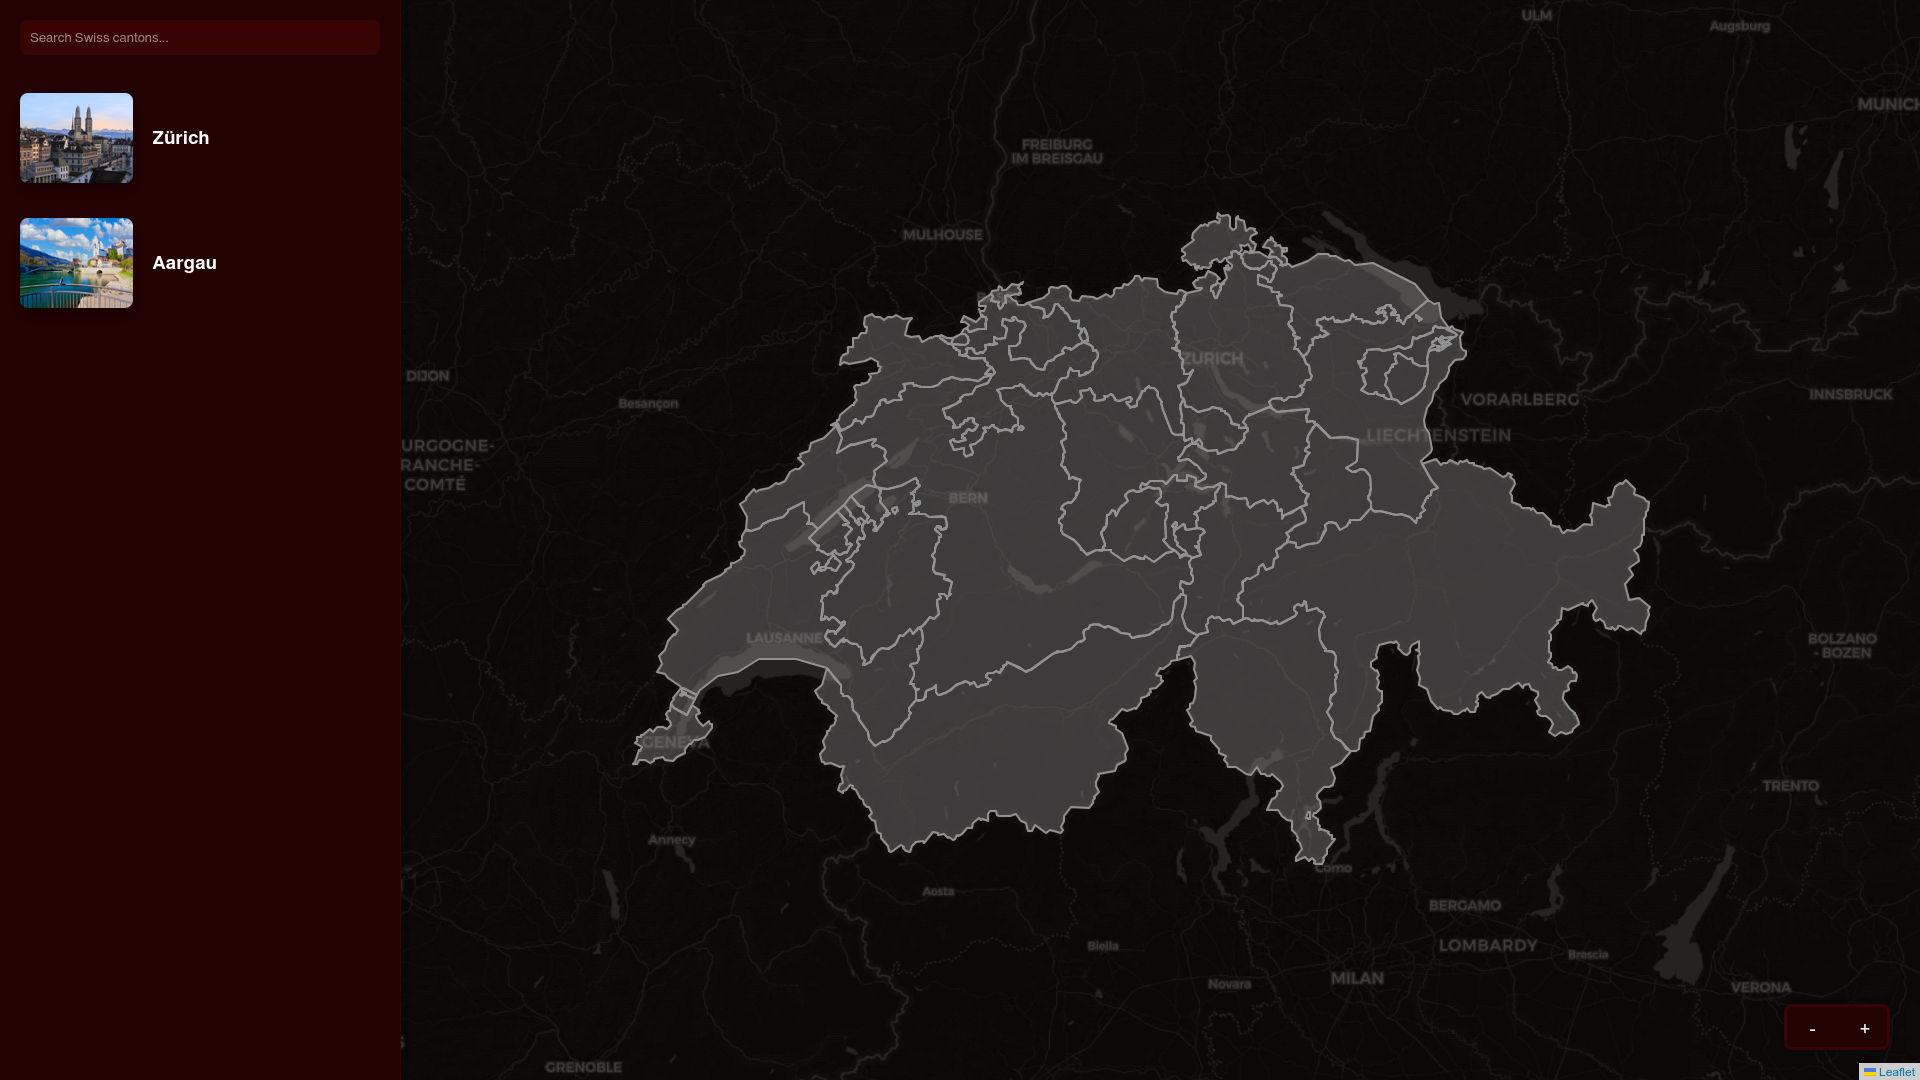 Search Swiss cantons...
Zürich
Aargau
ULM
Augsburg
MUNICH
FREIBURG
IM BREISGAU
MULHOUSE
ZURICH
DIJON
Besançon
VORARLBERG
INNSBRUCK
LIECHTENSTEIN
URGOGNE-
RANCHE-
COMTÉ
BERN
LAUSANNE
BOLZANO
- BOZEN
GENEVA
TRENTO
Annecy
Como
Aosta
BERGAMO
Biella
LOMBARDY
Brescia
MILAN
Novara
VERONA
- +
GRENOBLE
Leaflet